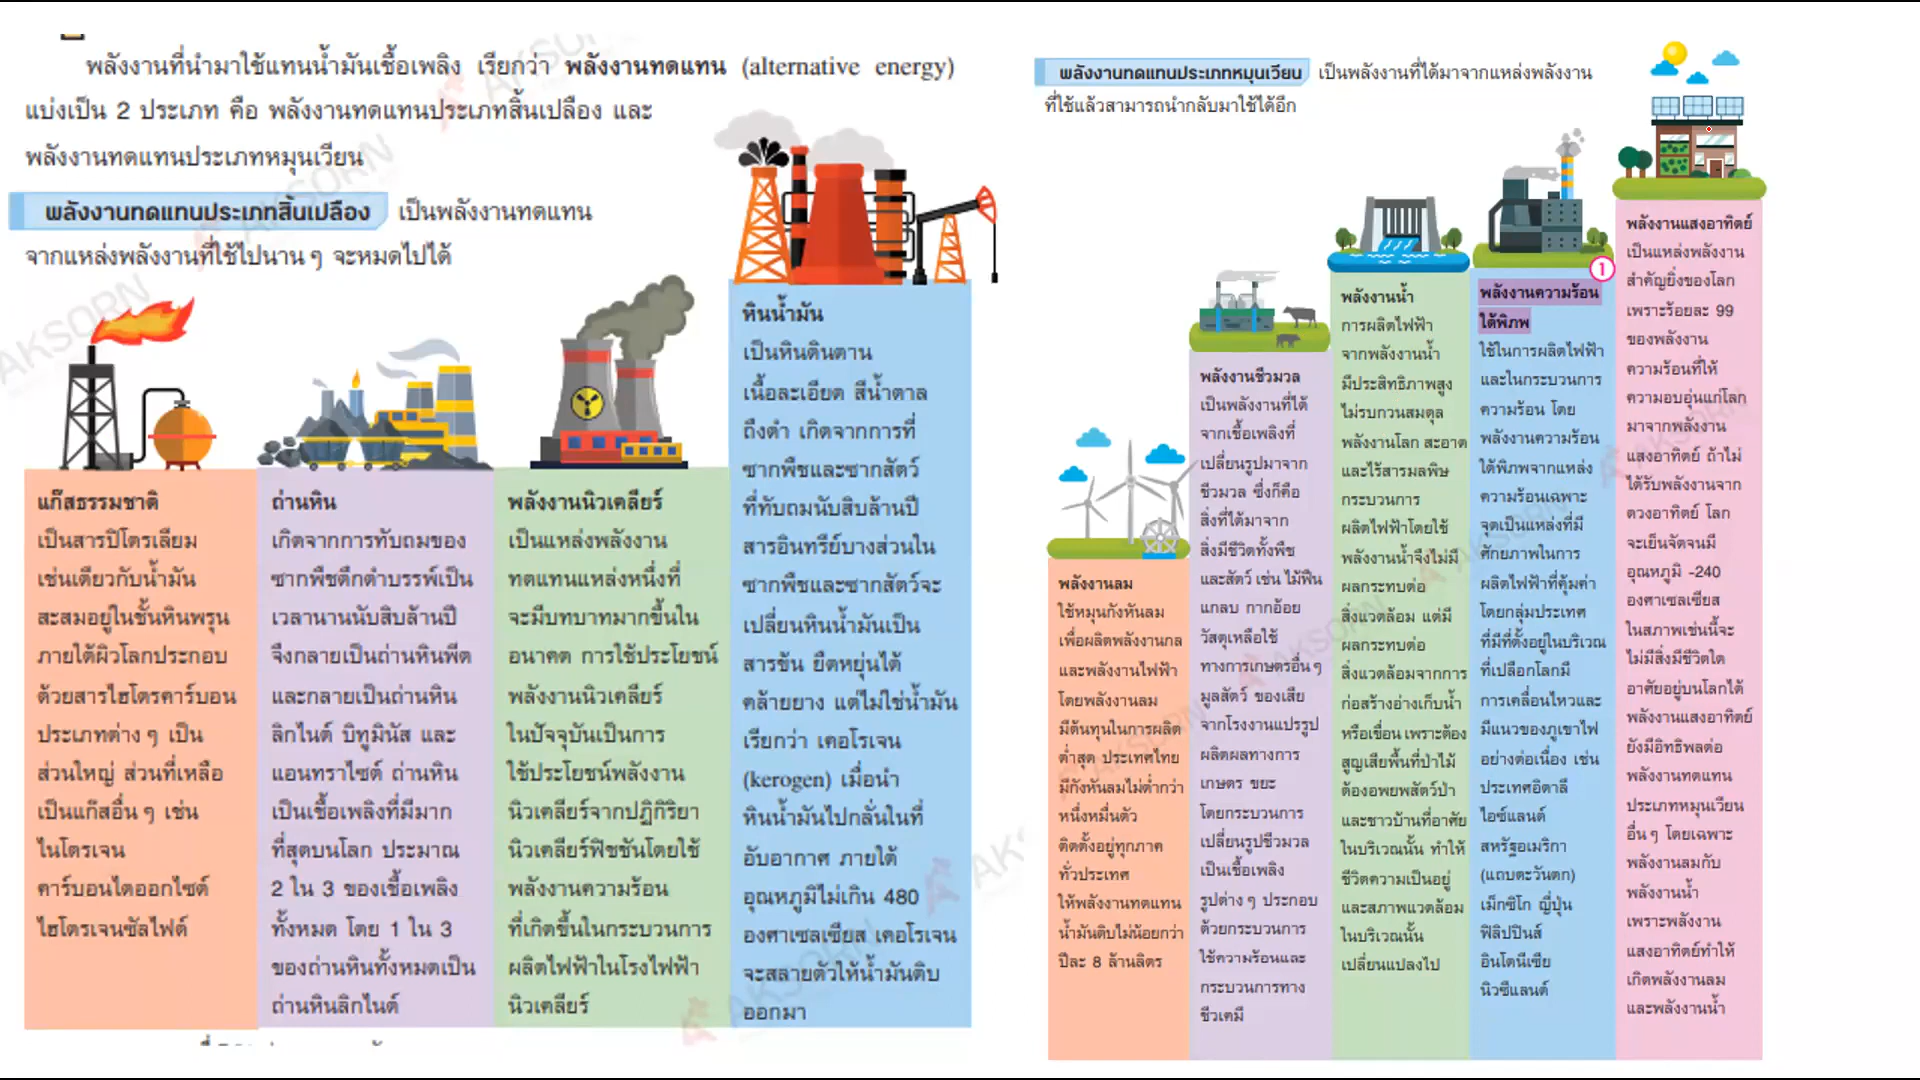 พลังงานที่นำมาใช้แทนน้ำมันเชื้อเพลิง เรียกว่า พลังงานทดแทน (alternative energy)
แบ่งเป็น 2 ประเภท คือ พลังงานทดแทนประเภทสิ้นเปลือง และ
พลังงานทดแทนประเภทหมุนเวียน
พลังงานทดแทนประเภทสิ้นเปลือง เป็นพลังงานทดแทน
จากแหล่งพลังงานที่ใช้ไปนาน ๆ จะหมดไปได้
แก๊สธรรมชาติ
เป็นสารปิโตรเลียม
เช่นเดียวกับน้ำมัน
สะสมอยู่ในชั้นหินพรุน
ภายใต้ผิวโลกประกอบ
ด้วยสารไฮโดรคาร์บอน
ประเภทต่าง ๆ เป็น
ส่วนใหญ่ ส่วนที่เหลือ
เป็นแก๊สอื่น ๆ เช่น
ไนโตรเจน
คาร์บอนไดออกไซด์
ไฮโดรเจนซัลไฟด์
ถ่านหิน
เกิดจากการทับถมของ
ซากพืชดึกดำบรรพ์เป็น
เวลานานนับสิบล้านปี
จึงกลายเป็นถ่านหินพีต
และกลายเป็นถ่านหิน
ลิกไนต์ บิทูมินัส และ
แอนทราไซต์ ถ่านหิน
เป็นเชื้อเพลิงที่มีมาก
ที่สุดบนโลก ประมาณ
2 ใน 3 ของเชื้อเพลิง
ทั้งหมด โดย 1 ใน 3
ของถ่านหินทั้งหมดเป็น
ถ่านหินลิกไนต์
พลังงานนิวเคลียร์
เป็นแหล่งพลังงาน
ทดแทนแหล่งหนึ่งที่
จะมีบทบาทมากขึ้นใน
อนาคต การใช้ประโยชน์
พลังงานนิวเคลียร์
ในปัจจุบันเป็นการ
ใช้ประโยชน์พลังงาน
นิวเคลียร์จากปฏิกิริยา
นิวเคลียร์ฟิชชันโดยใช้
พลังงานความร้อน
ที่เกิดขึ้นในกระบวนการ
ผลิตไฟฟ้าในโรงไฟฟ้า
นิวเคลียร์
หินน้ำมัน
เป็นหินดินดาน
เนื้อละเอียด สีน้ำตาล
ถึงดำ เกิดจากการที่
ซากพืชและซากสัตว์
ที่ทับถมนับสิบล้านปี
สารอินทรีย์บางส่วนใน
ซากพืชและซากสัตว์จะ
เปลี่ยนหินน้ำมันเป็น
สารข้น ยืดหยุ่นได้
คล้ายยาง แต่ไม่ใช่น้ำมัน
เรียกว่า เคอโรเจน
(kerogen) เมื่อนำ
หินน้ำมันไปกลั่นในที่
อับอากาศ ภายใต้
อุณหภูมิไม่เกิน 480
องศาเซลเซียส เคอโรเจน
จะสลายตัวให้น้ำมันดิบ
ออกมา
พลังงานทดแทนประเภทหมุนเวียน เป็นพลังงานที่ได้มาจากแหล่งพลังงาน
ที่ใช้แล้วสามารถนำกลับมาใช้ได้อีก
พลังงานลม
ใช้หมุนกังหันลม
เพื่อผลิตพลังงานกล
และพลังงานไฟฟ้า
โดยพลังงานลม
มีต้นทุนในการผลิต
ต่ำสุด ประเทศไทย
มีกังหันลมไม่ต่ำกว่า
หนึ่งหมื่นตัว
ติดตั้งอยู่ทุกภาค
ทั่วประเทศ
ให้พลังงานทดแทน
น้ำมันดิบไม่น้อยกว่า
ปีละ 8 ล้านลิตร
พลังงานชีวมวล
เป็นพลังงานที่ได้
จากเชื้อเพลิงที่
เปลี่ยนรูปมาจาก
ชีวมวล ซึ่งก็คือ
สิ่งที่ได้มาจาก
สิ่งมีชีวิตทั้งพืช
และสัตว์ เช่น ไม้ฟืน
แกลบ กากอ้อย
วัสดุเหลือใช้
ทางการเกษตรอื่น ๆ
มูลสัตว์ ของเสีย
จากโรงงานแปรรูป
ผลิตผลทางการ
เกษตร ขยะ
โดยกระบวนการ
เปลี่ยนรูปชีวมวล
เป็นเชื้อเพลิง
รูปต่าง ๆ ประกอบ
ด้วยกระบวนการ
ใช้ความร้อนและ
กระบวนการทาง
ชีวเคมี
พลังงานน้ำ
การผลิตไฟฟ้า
จากพลังงานน้ำ
มีประสิทธิภาพสูง
ไม่รบกวนสมดุล
พลังงานโลก สะอาด
และไร้สารมลพิษ
กระบวนการ
ผลิตไฟฟ้าโดยใช้
พลังงานน้ำจึงไม่มี
ผลกระทบต่อ
สิ่งแวดล้อม แต่มี
ผลกระทบต่อ
สิ่งแวดล้อมจากการ
ก่อสร้างอ่างเก็บน้ำ
หรือเขื่อน เพราะต้อง
สูญเสียพื้นที่ป่าไม้
ต้องอพยพสัตว์ป่า
และชาวบ้านที่อาศัย
ในบริเวณนั้น ทำให้
ชีวิตความเป็นอยู่
และสภาพแวดล้อม
ในบริเวณนั้น
เปลี่ยนแปลงไป
1
พลังงานความร้อน
ใต้พิภพ
ใช้ในการผลิตไฟฟ้า
และในกระบวนการ
ความร้อน โดย
พลังงานความร้อน
ใต้พิภพจากแหล่ง
ความร้อนเฉพาะ
จุดเป็นแหล่งที่มี
ศักยภาพในการ
ผลิตไฟฟ้าที่คุ้มค่า
โดยกลุ่มประเทศ
ที่มีที่ตั้งอยู่ในบริเวณ
ที่เปลือกโลกมี
การเคลื่อนไหวและ
มีแนวของภูเขาไฟ
อย่างต่อเนื่อง เช่น
ประเทศอิตาลี
ไอซ์แลนด์
สหรัฐอเมริกา
(แถบตะวันตก)
เม็กซิโก ญี่ปุ่น
ฟิลิปปินส์
อินโดนีเซีย
นิวซีแลนด์
พลังงานแสงอาทิตย์
เป็นแหล่งพลังงาน
สำคัญยิ่งของโลก
เพราะร้อยละ 99
ของพลังงาน
ความร้อนที่ให้
ความอบอุ่นแก่โลก
มาจากพลังงาน
แสงอาทิตย์ ถ้าไม่
ได้รับพลังงานจาก
ดวงอาทิตย์ โลก
จะเย็นจัดจนมี
อุณหภูมิ -240
องศาเซลเซียส
ในสภาพเช่นนี้จะ
ไม่มีสิ่งมีชีวิตใด
อาศัยอยู่บนโลกได้
พลังงานแสงอาทิตย์
ยังมีอิทธิพลต่อ
พลังงานทดแทน
ประเภทหมุนเวียน
อื่น ๆ โดยเฉพาะ
พลังงานลมกับ
พลังงานน้ำ
เพราะพลังงาน
แสงอาทิตย์ทำให้
เกิดพลังงานลม
และพลังงานน้ำ
AKSORN